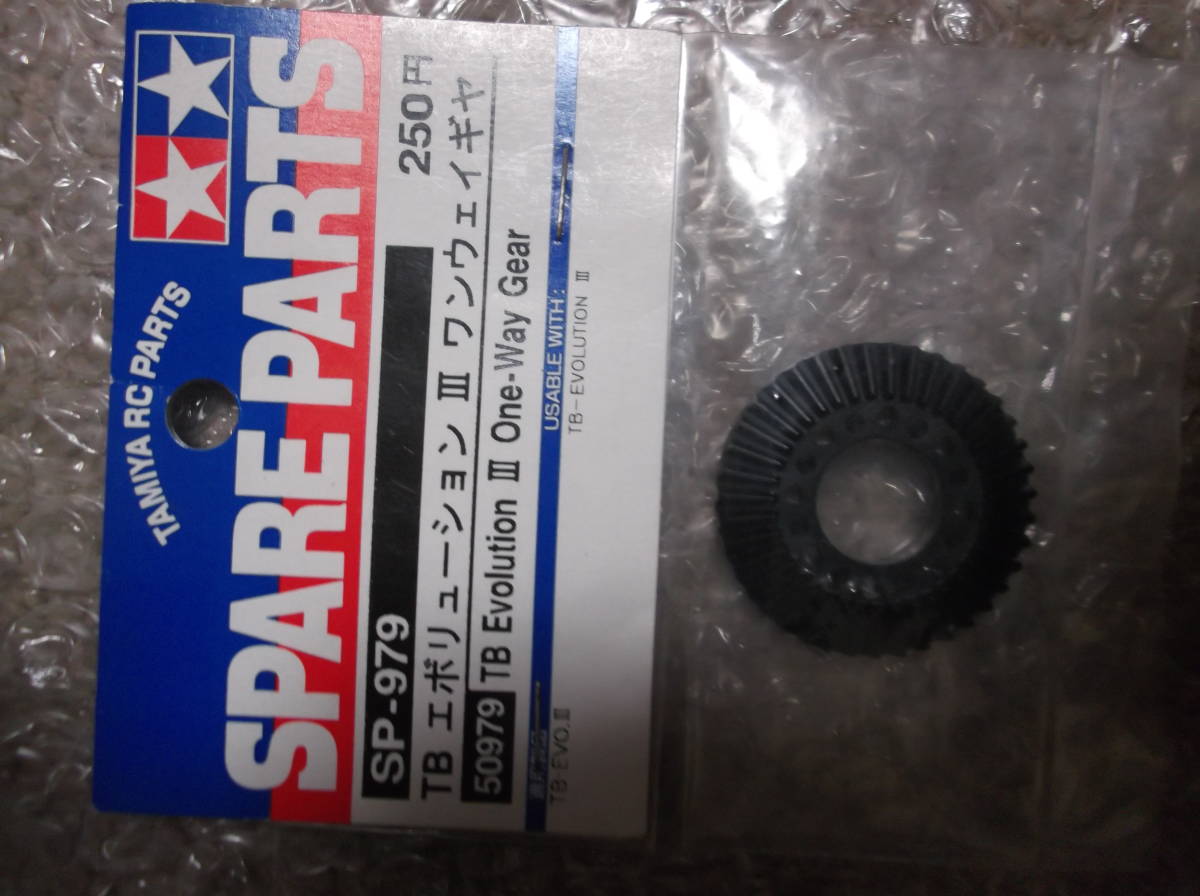 TAMIYA RC PARTS
SPARE PARTS
SP-979 250円
TB エボリューション III ワンウェイギヤ
50979 TB Evolution III One-Way Gear
USABLE WITH:
TB EVO.III TB-EVOLUTION III